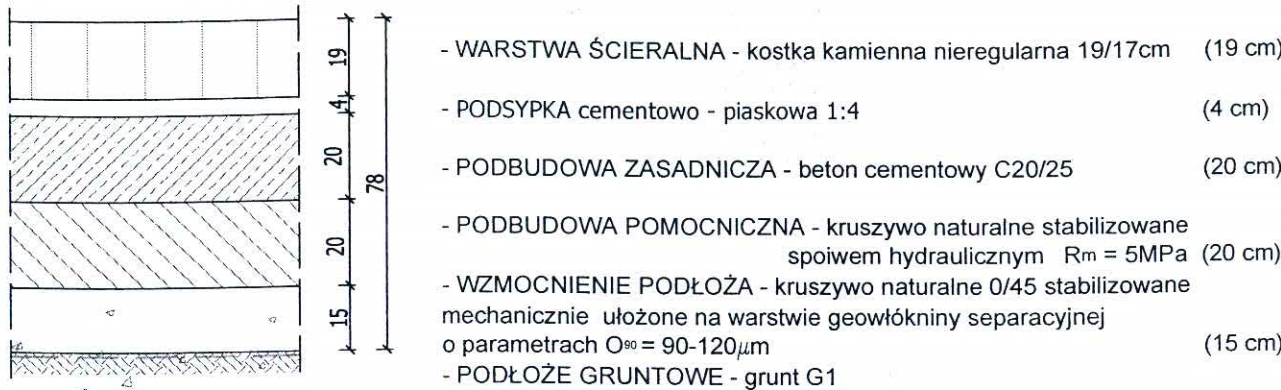 - WARSTWA ŚCIERALNA - kostka kamienna nieregularna 19/17cm (19 cm)
- PODSYPKA cementowo - piaskowa 1:4 (4 cm)
- PODBUDOWA ZASADNICZA - beton cementowy C20/25 (20 cm)
- PODBUDOWA POMOCNICZNA - kruszywo naturalne stabilizowane
spoiwem hydraulicznym Rm = 5MPa (20 cm)
- WZMOCNIENIE PODŁOŻA - kruszywo naturalne 0/45 stabilizowane
mechanicznie ułożone na warstwie geowłókniny separacyjnej
o parametrach O90 = 90-120µm (15 cm)
- PODŁOŻE GRUNTOWE - grunt G1
19
4
20
20
15
78